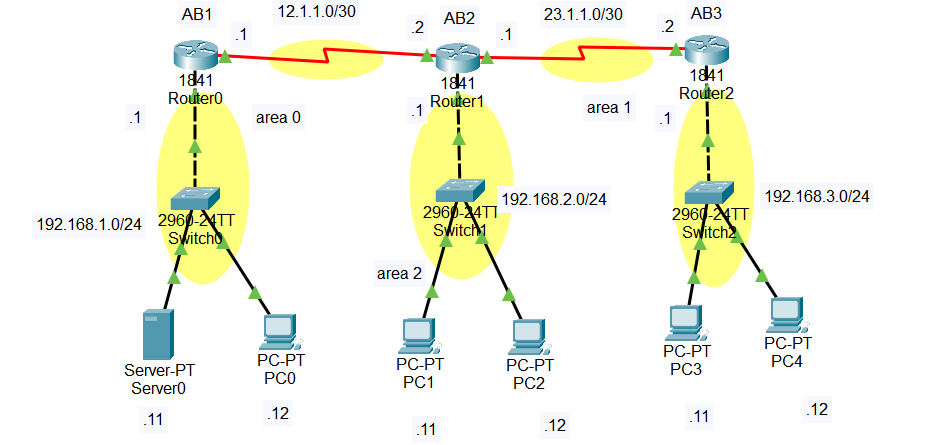 AB1
12.1.1.0/30
AB2
23.1.1.0/30
AB3
.1
.2
.1
.2
1841
Router0
1841
Router1
1841
Router2
.1
area 0
.1
area 1
.1
192.168.1.0/24
2960-24TT
Switch0
2960-24TT
Switch1
192.168.2.0/24
2960-24TT
Switch2
192.168.3.0/24
area 2
Server-PT
Server0
PC-PT
PC0
PC-PT
PC1
PC-PT
PC2
PC-PT
PC3
PC-PT
PC4
.11
.12
.11
.12
.11
.12